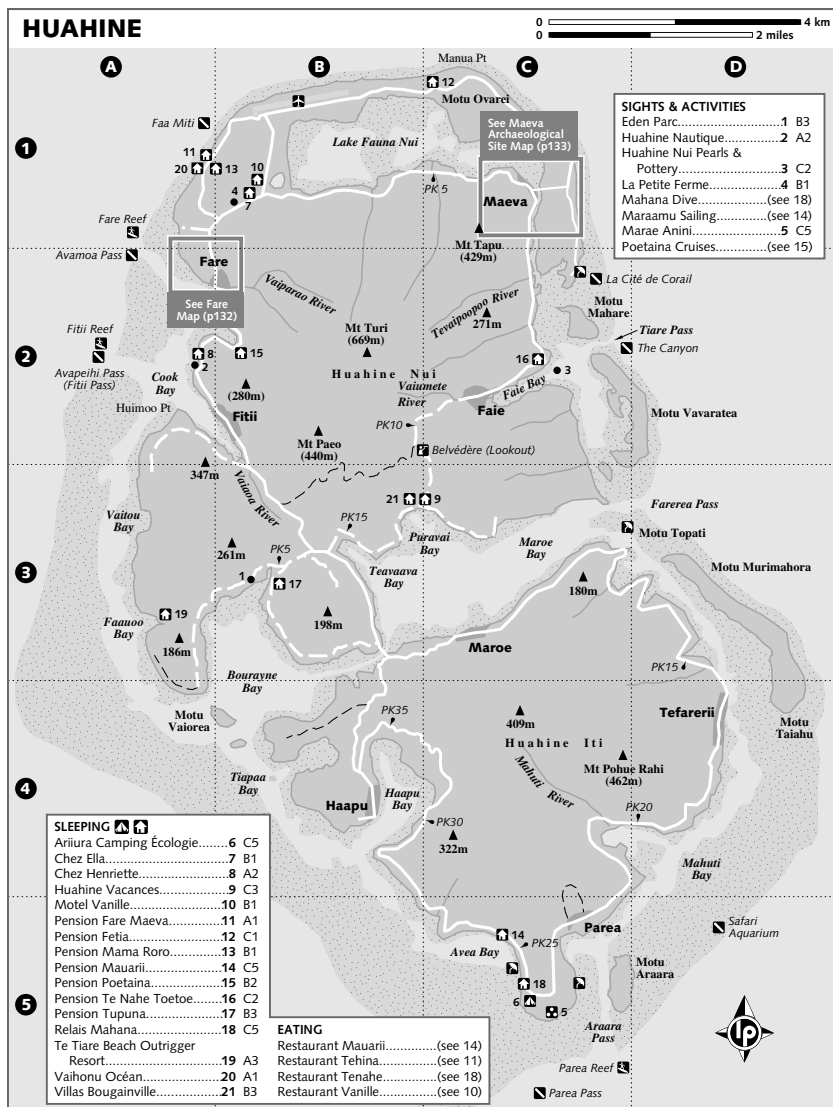 HUAHINE
0 4 km
0 2 miles
A B C D
1
2
3
4
5
SIGHTS & ACTIVITIES
Eden Parc..................1 B3
Huahine Nautique..........2 A2
Huahine Nui Pearls &
Pottery..................3 C2
La Petite Ferme............4 B1
Mahana Dive.............(see 18)
Maraamu Sailing.........(see 14)
Marae Anini................5 C5
Poetaina Cruises..........(see 15)
Manua Pt
12
Motu Ovarei
Faa Miti
Lake Fauna Nui
See Maeva
Archaeological
Site Map (p133)
11
20 13
10
4
7
PK 5
Maeva
Fare Reef
Avamoa Pass
Fare
Mt Tapu
(429m)
See Fare
Map (p132)
Vaiparao River
La Cité de Corail
Motu
Mahare
Tevaipoopoo River
271m
Mt Turi
(669m)
Tiare Pass
The Canyon
Fitii Reef
Avapeihi Pass
(Fitii Pass)
8
2
15
16
3
Cook
Bay
(280m)
Huahine Nui
Vaiumete
River
Faie
Faie Bay
Huimoo Pt
Fitii
PK10
Motu Vavaratea
Mt Paeo
(440m)
Belvédère (Lookout)
347m
Vaiaoa River
21 9
Farerea Pass
Vaitou
Bay
PK15
Puravai
Bay
Maroe
Bay
Motu Topati
261m
PK5
Teavaava
Bay
Motu Murimahora
1
17
180m
19
198m
Faauoo
Bay
186m
Maroe
Bourayne
Bay
PK15
Motu
Vaiorea
PK35
409m
Tefarerii
Motu
Taiahu
Huahine Iti
Mt Pohue Rahi
(462m)
Tiapaa
Bay
Haapu
Haapu
Bay
Mahuti
River
PK20
PK30
322m
Mahuti
Bay
SLEEPING
Ariiura Camping Écologie........6 C5
Chez Ella..................7 B1
Chez Henriette.............8 A2
Huahine Vacances...........9 C3
Motel Vanille..............10 B1
Pension Fare Maeva.........11 A1
Pension Fetia..............12 C1
Pension Mama Roro..........13 B1
Pension Mauarii............14 C5
Pension Poetaina...........15 B2
Pension Te Nahe Toetoe.....16 C2
Pension Tupuna.............17 B3
Relais Mahana..............18 C5
Te Tiare Beach Outrigger
Resort...................19 A3
Vaihonu Océan..............20 A1
Villas Bougainville........21 B3
EATING
Restaurant Mauarii..............(see 14)
Restaurant Tehina...............(see 11)
Restaurant Tenahe...............(see 18)
Restaurant Vanille..............(see 10)
14
PK25
Parea
Safari
Aquarium
Avea Bay
18
Motu
Araara
6
5
Araara
Pass
Parea Reef
Parea Pass
lp